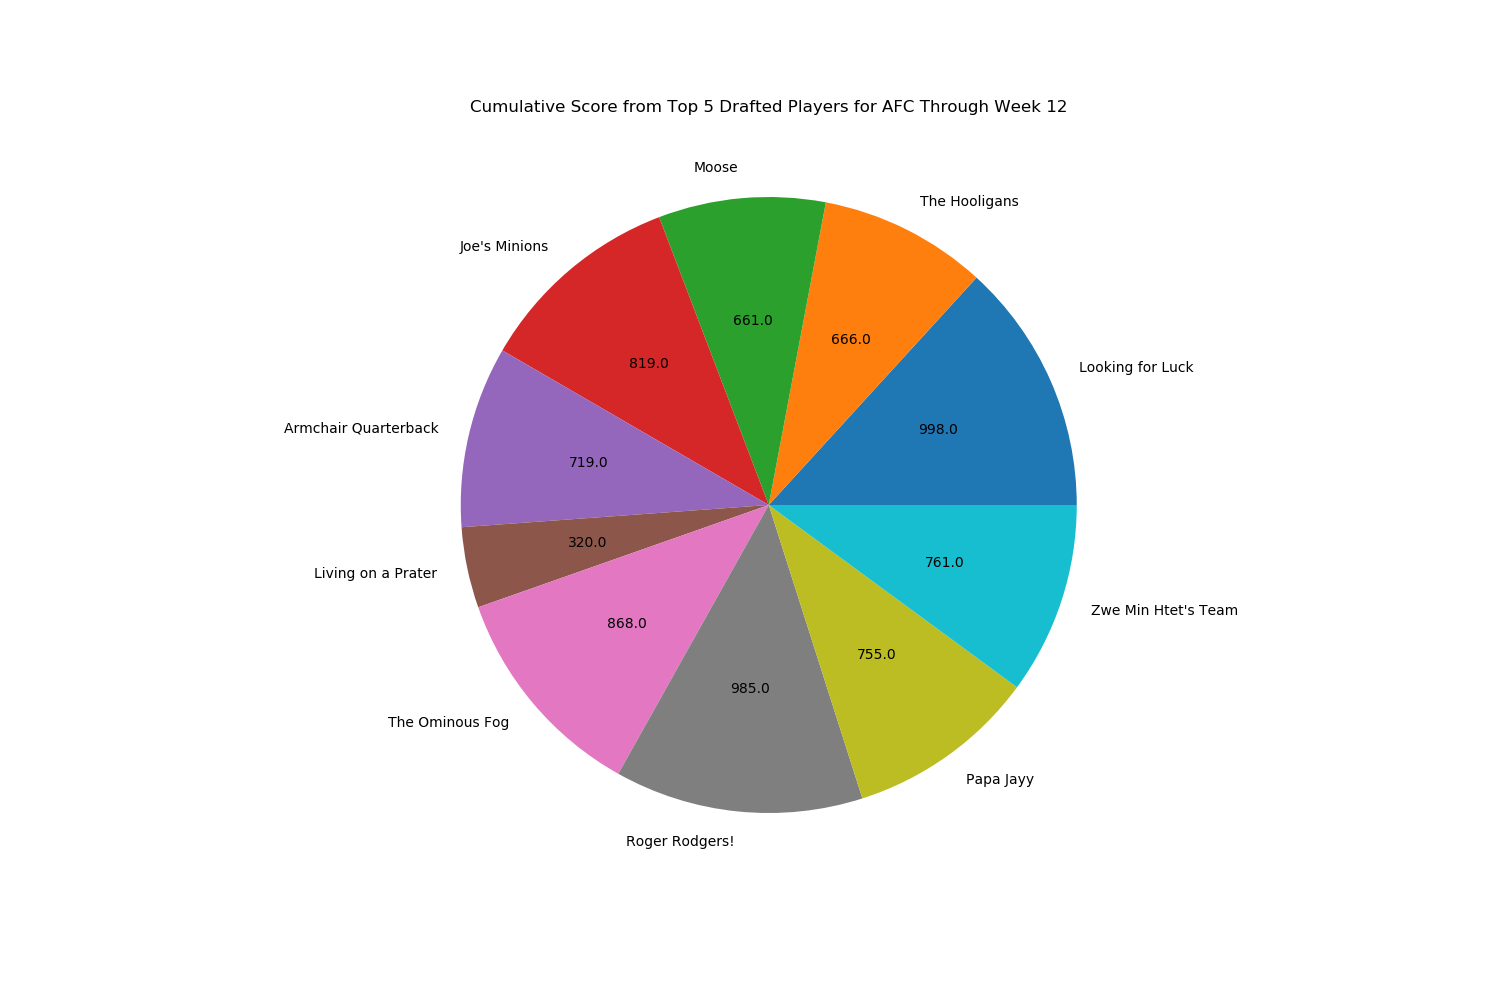 Cumulative Score from Top 5 Drafted Players for AFC Through Week 12
Moose
The Hooligans
Joe's Minions
Looking for Luck
Armchair Quarterback
Living on a Prater
The Ominous Fog
Roger Rodgers!
Papa Jayy
Zwe Min Htet's Team
661.0
666.0
819.0
998.0
719.0
320.0
868.0
985.0
755.0
761.0